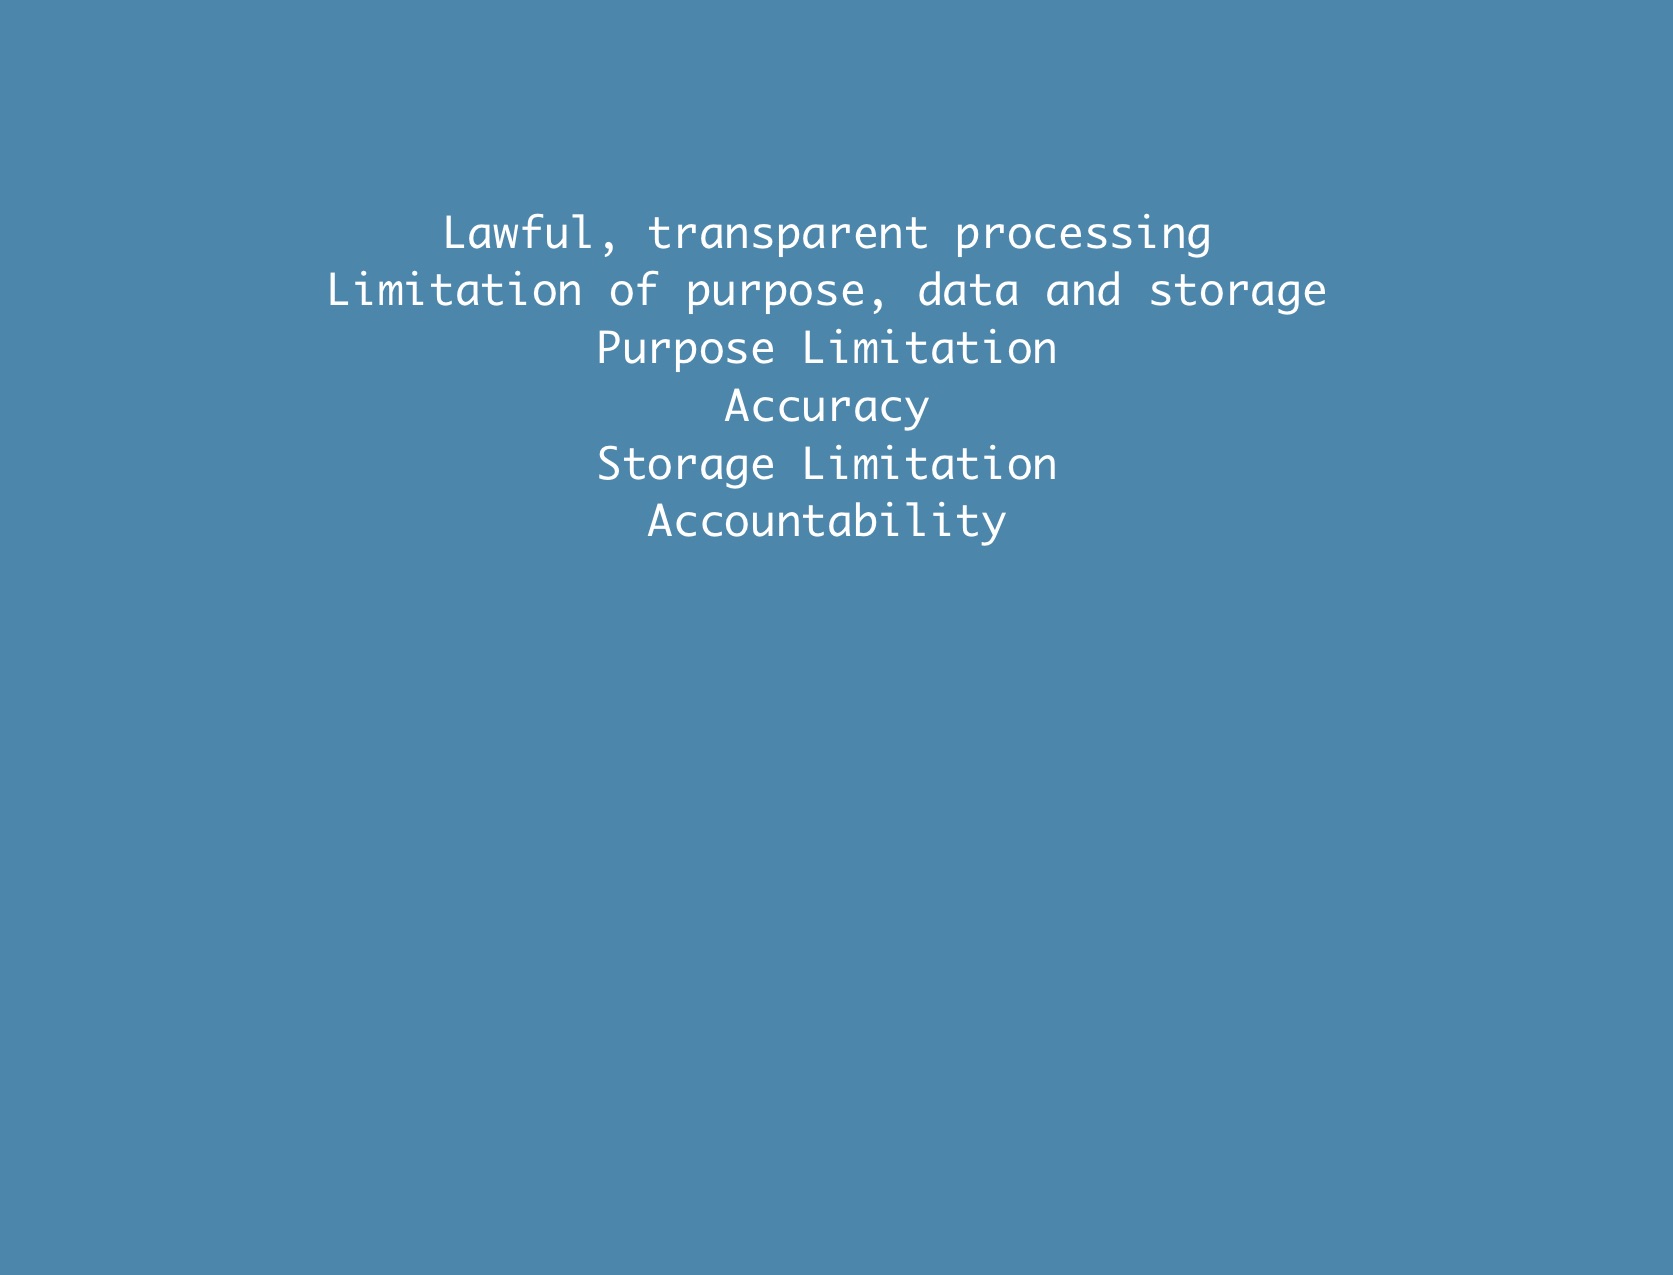 Lawful, transparent processing
Limitation of purpose, data and storage
Purpose Limitation
Accuracy
Storage Limitation
Accountability